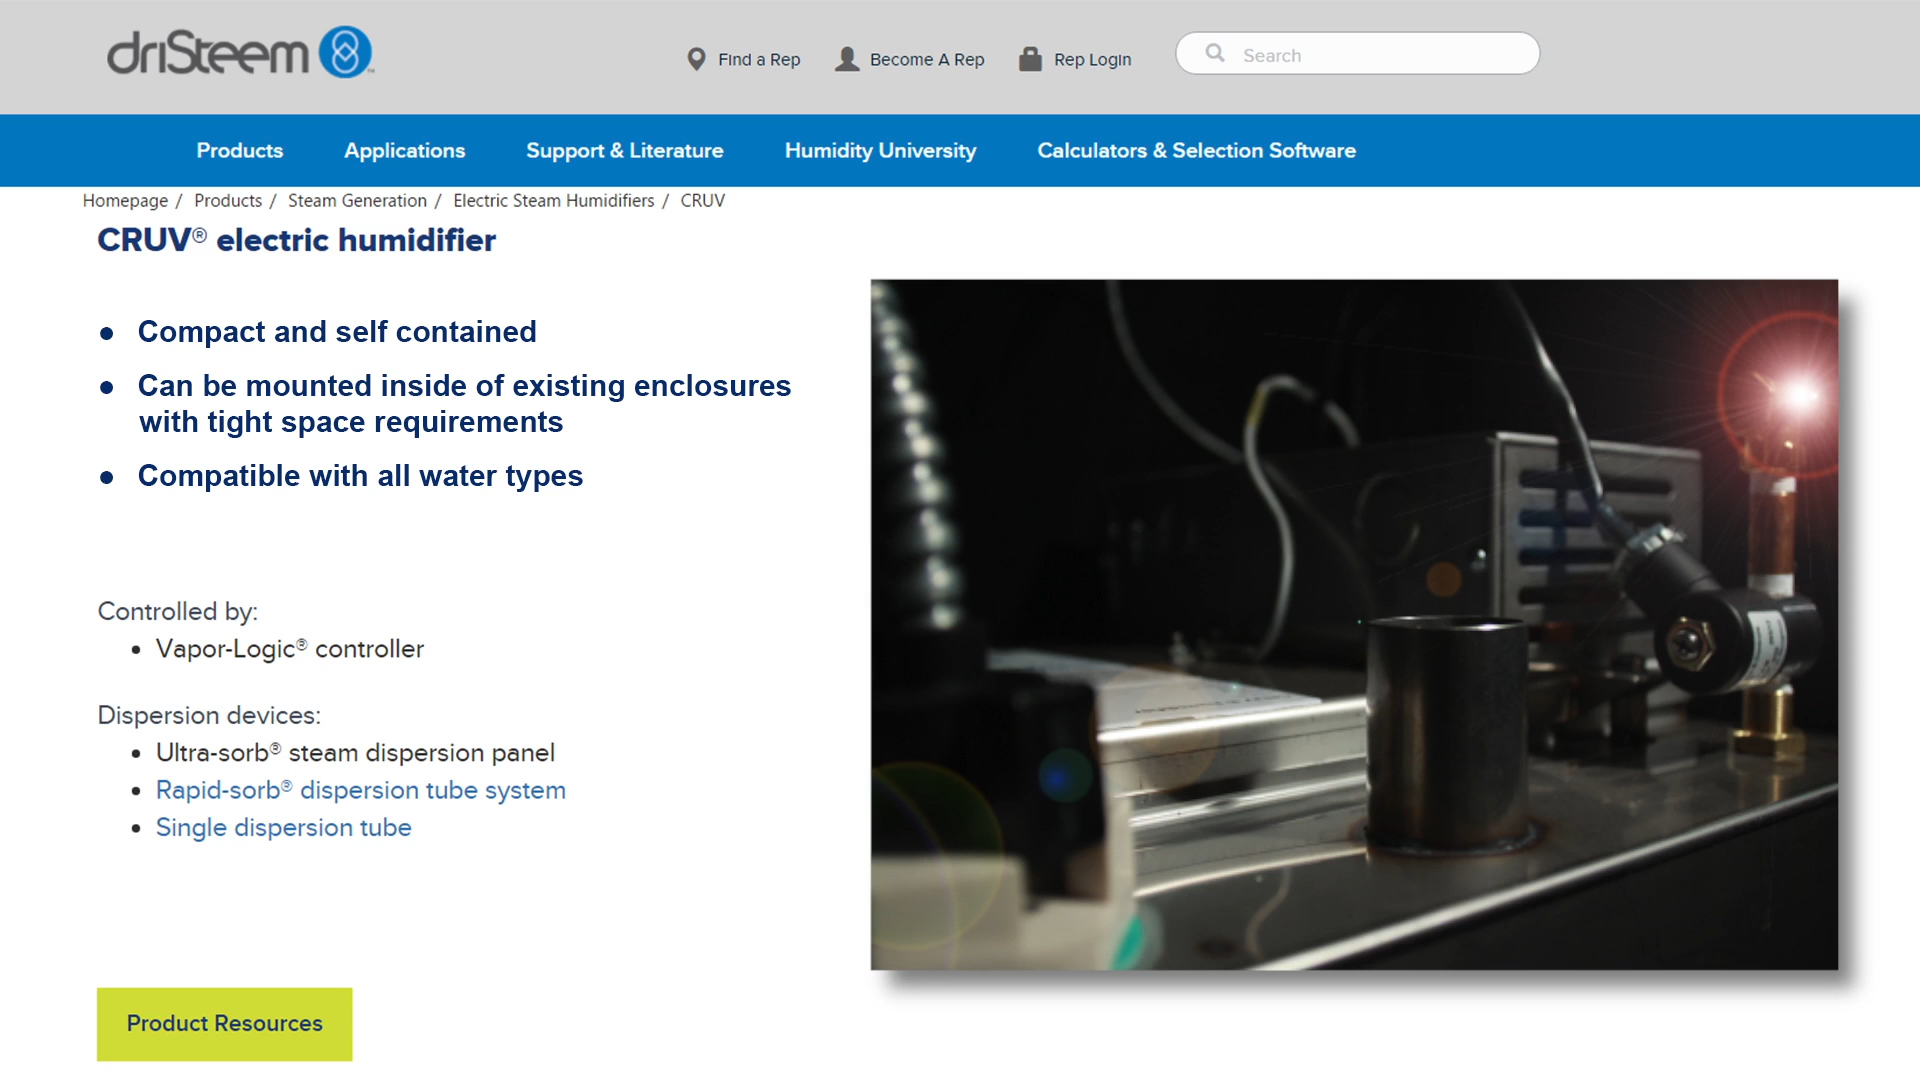 driSteem
Find a Rep
Become A Rep
Rep Login
Search
Products
Applications
Support & Literature
Humidity University
Calculators & Selection Software
Homepage / Products / Steam Generation / Electric Steam Humidifiers / CRUV
CRUV® electric humidifier
• Compact and self contained
• Can be mounted inside of existing enclosures
with tight space requirements
• Compatible with all water types
Controlled by:
• Vapor-Logic® controller
Dispersion devices:
• Ultra-sorb® steam dispersion panel
• Rapid-sorb® dispersion tube system
• Single dispersion tube
Product Resources